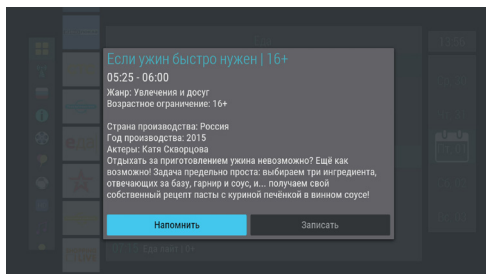 Если ужин быстро нужен | 16+
05:25 - 06:00
Жанр: Увлечения и досуг
Возрастное ограничение: 16+
Страна производства: Россия
Год производства: 2015
Актеры: Катя Скворцова
Отдыхать за приготовлением ужина невозможно? Ещё как
возможно! Задача предельно проста: выбираем три ингредиента,
отвечающих за базу, гарнир и соус, и... получаем свой
собственный рецепт пасты с куриной печёнкой в винном соусе!
Напомнить
Записать